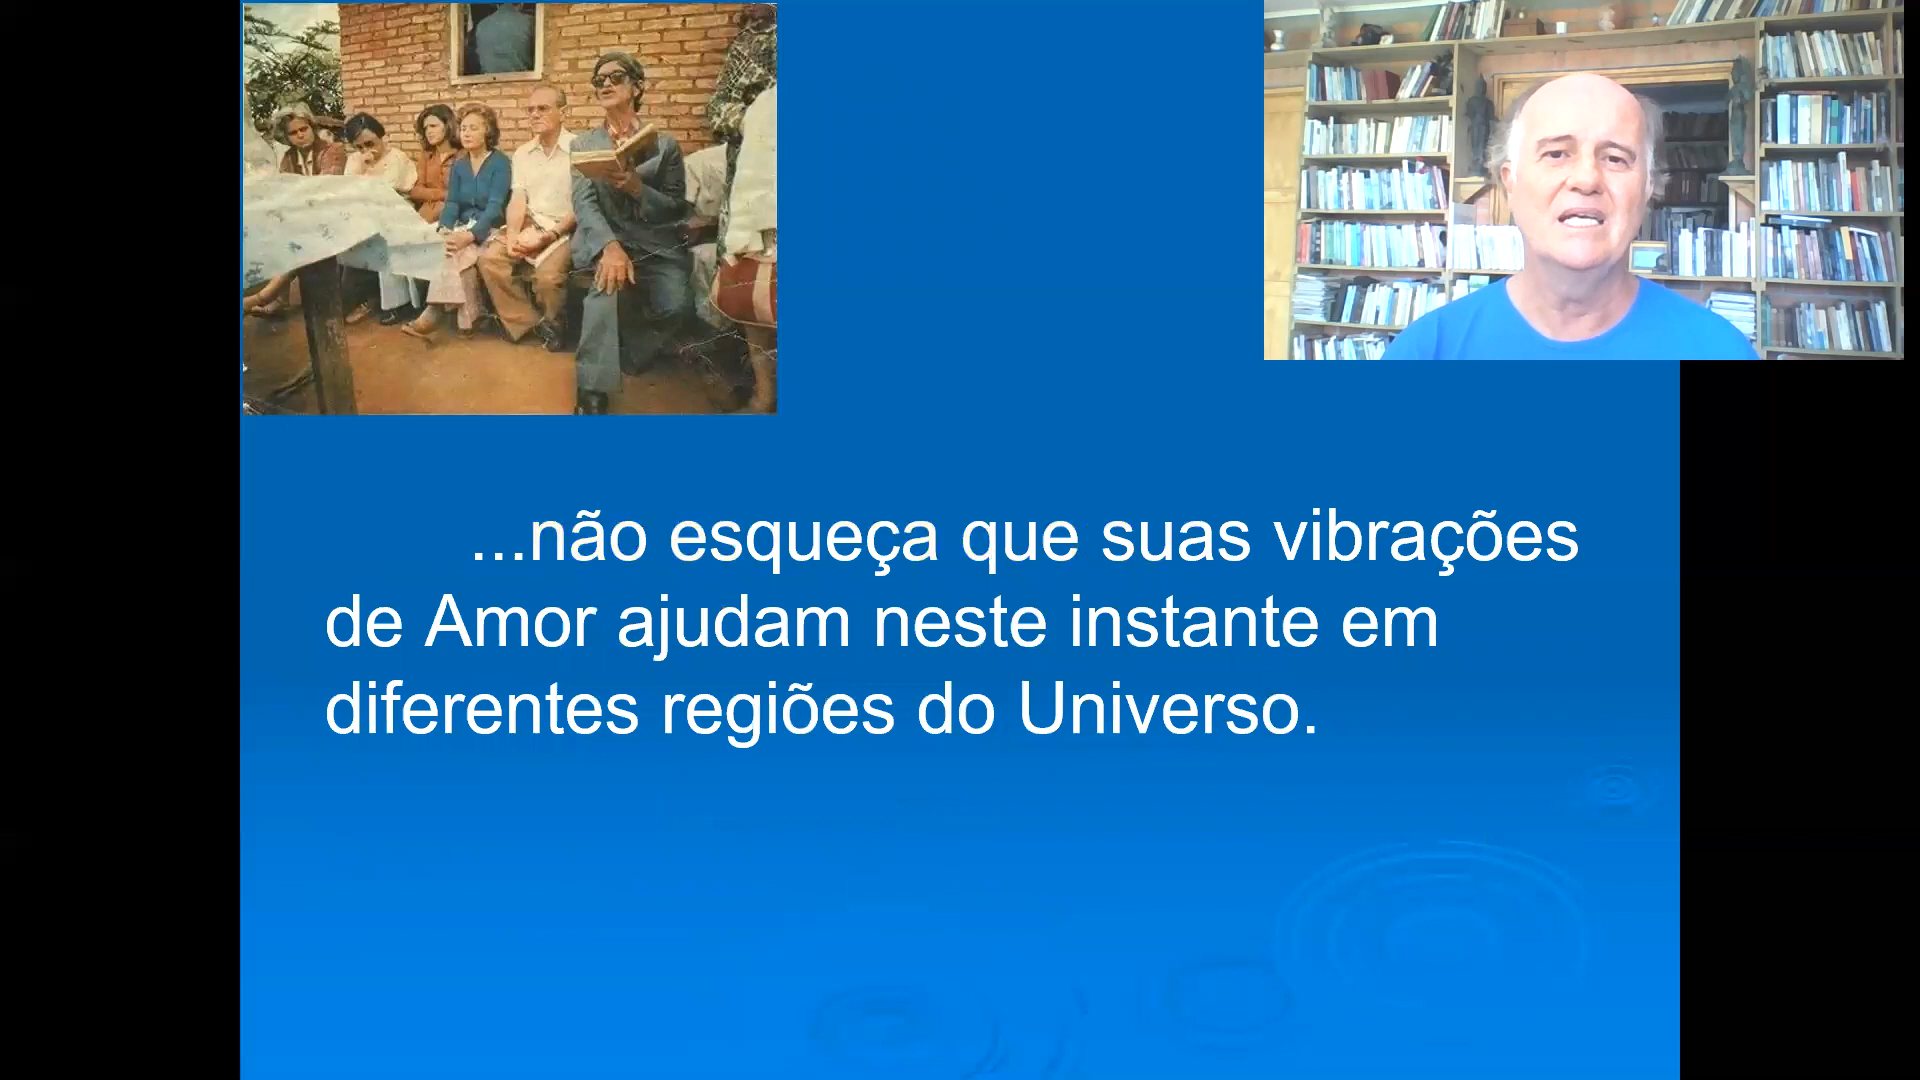 ...não esqueça que suas vibrações
de Amor ajudam neste instante em
diferentes regiões do Universo.